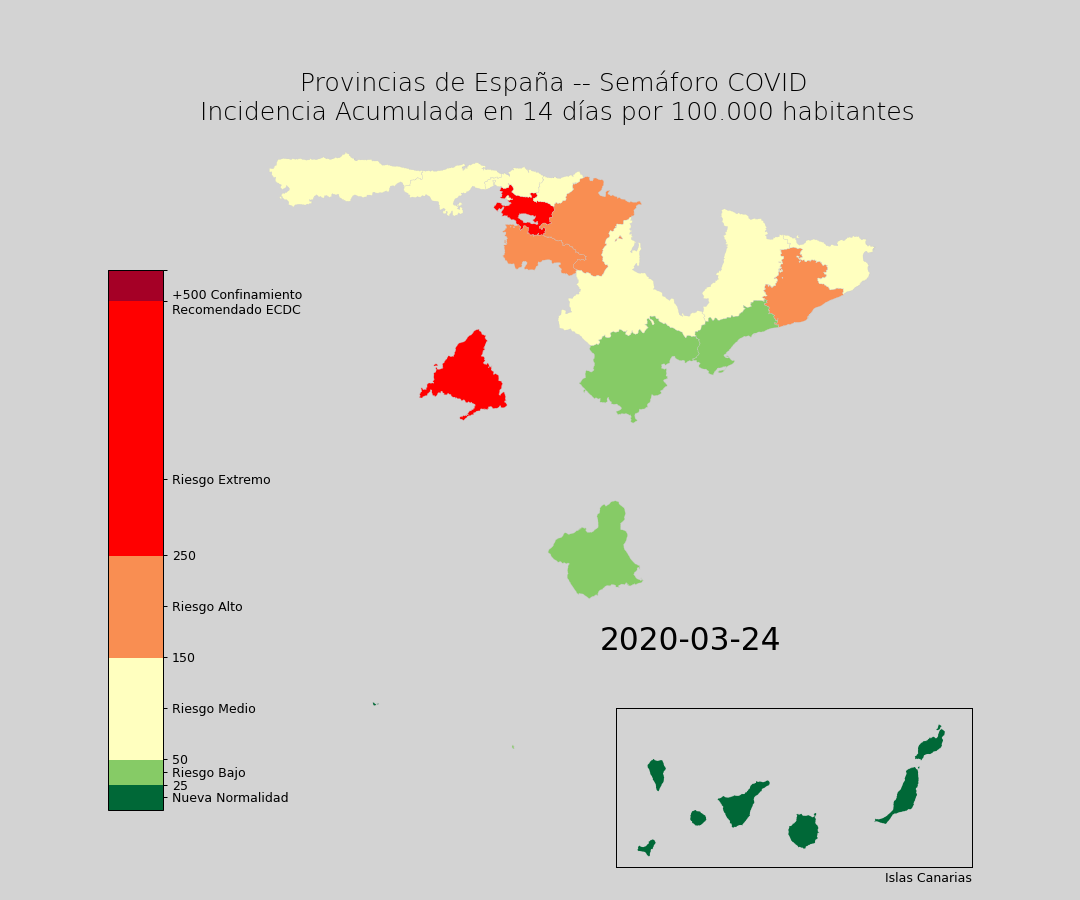 Provincias de España -- Semáforo COVID
Incidencia Acumulada en 14 días por 100.000 habitantes
+500 Confinamiento
Recomendado ECDC
Riesgo Extremo
250
Riesgo Alto
150
Riesgo Medio
50
Riesgo Bajo
25
Nueva Normalidad
2020-03-24
Islas Canarias